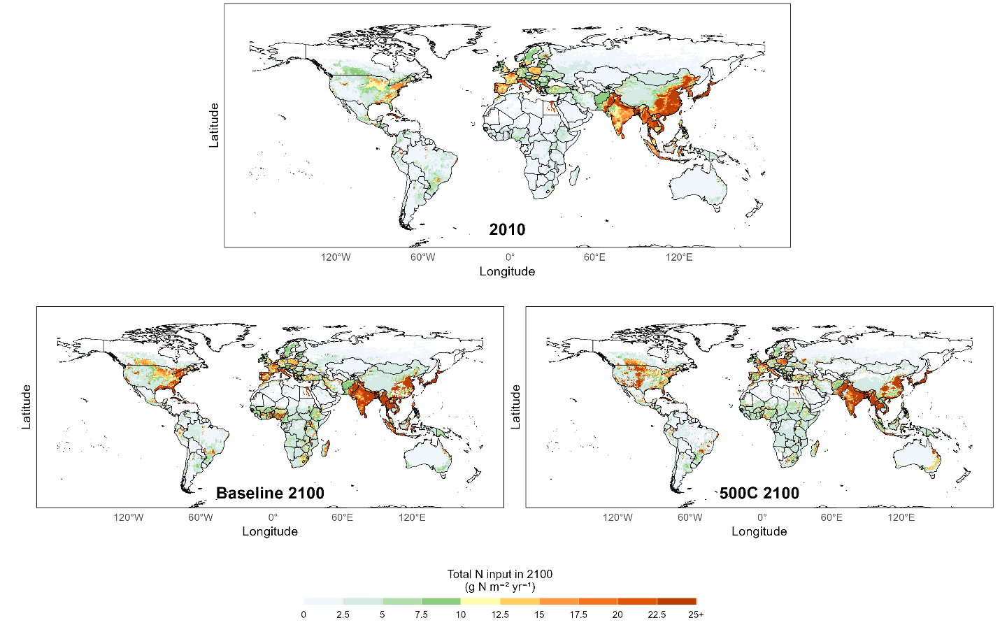 Latitude
2010
120°W 60°W 0° 60°E 120°E
Longitude
Latitude
Baseline 2100
120°W 60°W 0° 60°E 120°E
Longitude
Latitude
500C 2100
120°W 60°W 0° 60°E 120°E
Longitude
Total N input in 2100
(g N m⁻² yr⁻¹)
0 2.5 5 7.5 10 12.5 15 17.5 20 22.5 25+